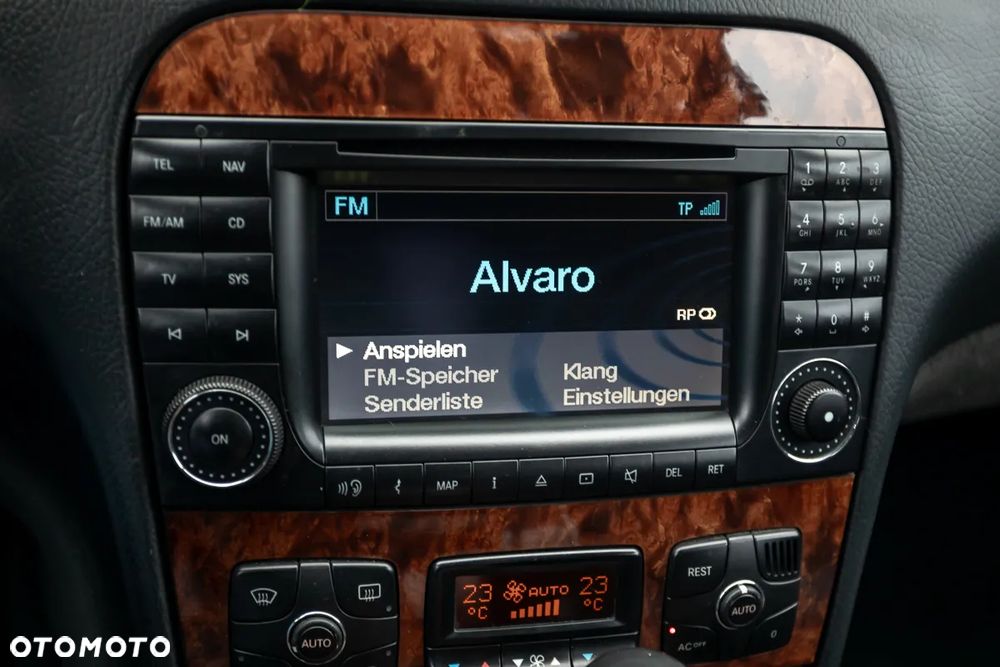 TEL NAV
FM/AM CD
TV SYS
ON
FM TP
Alvaro
RP
Anspielen
FM-Speicher Klang
Senderliste Einstellungen
MAP i DEL RET
1 2 ABC 3 DEF
4 GHI 5 JKL 6 MNO
7 PQRS 8 TUV 9 WXYZ
* 0 #
23 °C AUTO 23 °C
AUTO
REST
AUTO
AC OFF 0
OTOMOTO